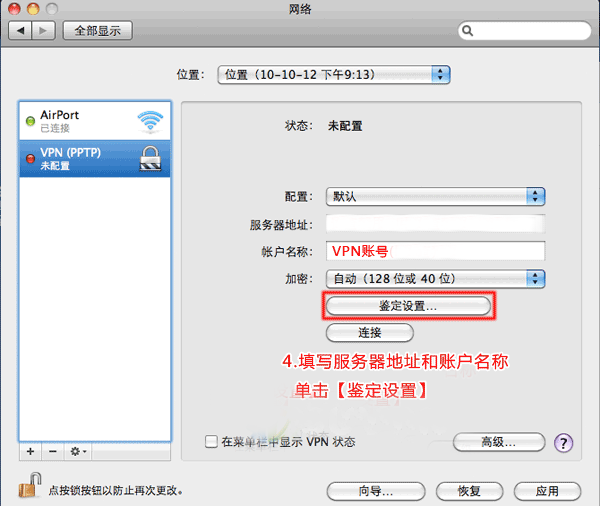 网络
全部显示
位置： 位置（10-10-12 下午9:13）
AirPort
已连接
VPN (PPTP)
未配置
状态： 未配置
配置： 默认
服务器地址：
帐户名称： VPN账号
加密： 自动（128 位或 40 位）
鉴定设置...
连接
4.填写服务器地址和账户名称
单击【鉴定设置】
在菜单栏中显示 VPN 状态
高级...
?
+ −
点按锁按钮以防止再次更改。
向导...
恢复
应用